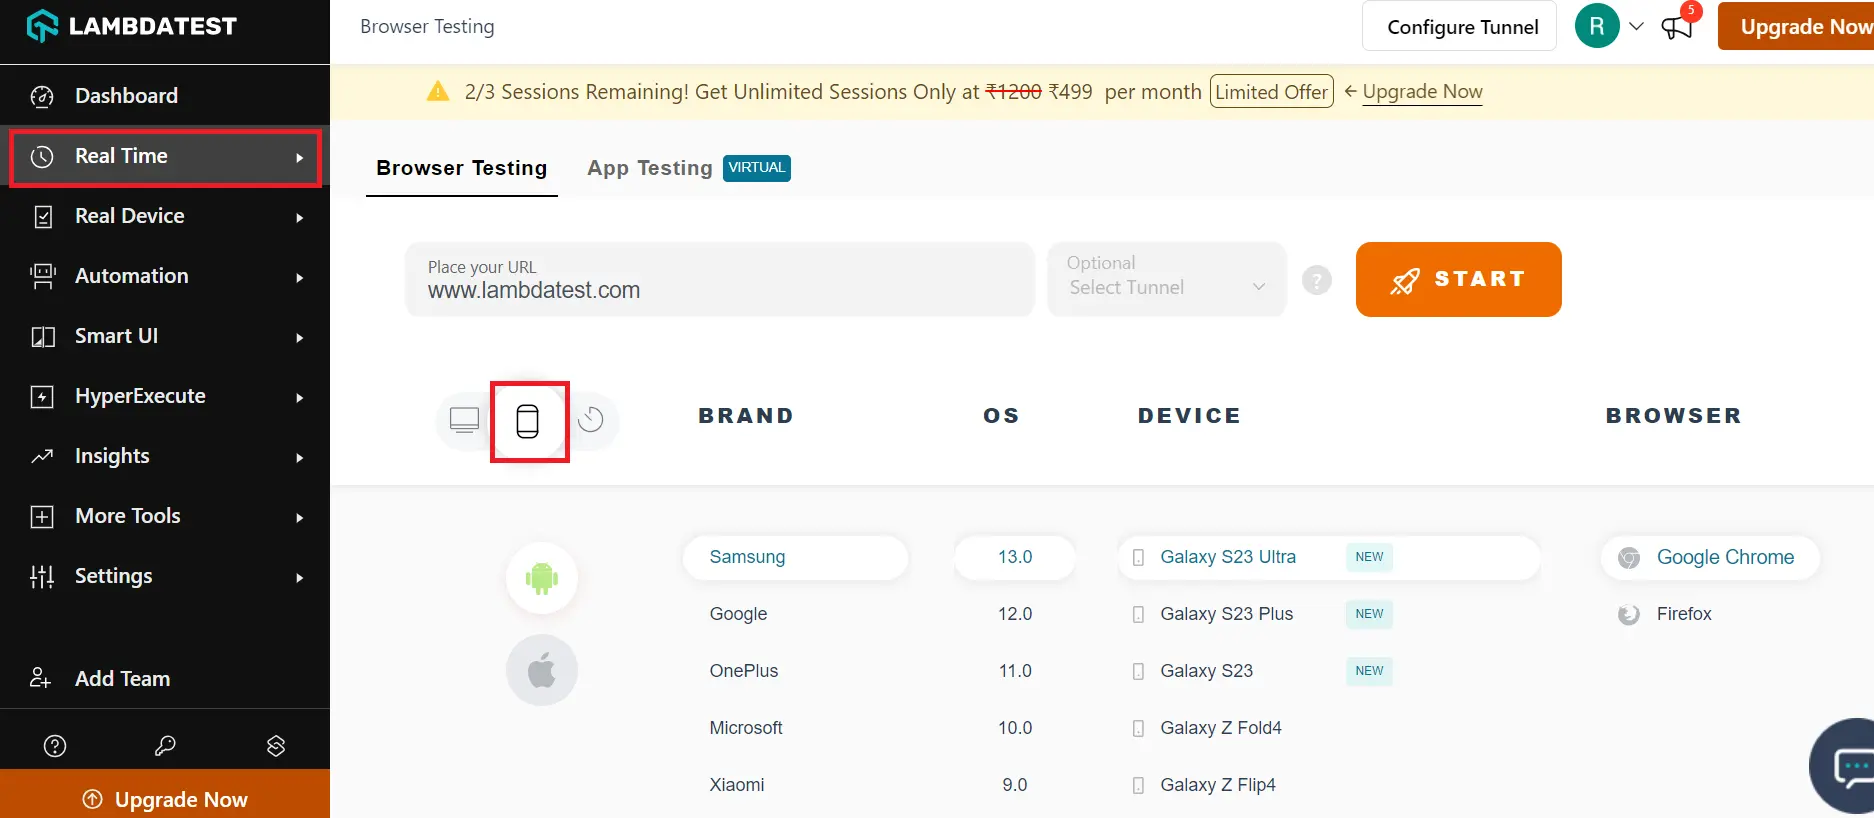 LAMBDATEST
Dashboard
Real Time
Real Device
Automation
Smart UI
HyperExecute
Insights
More Tools
Settings
Add Team
Upgrade Now
Browser Testing
Configure Tunnel
R
5
Upgrade Now
2/3 Sessions Remaining! Get Unlimited Sessions Only at ₹1200 ₹499 per month Limited Offer ← Upgrade Now
Browser Testing App Testing VIRTUAL
Place your URL
www.lambdatest.com
Optional
Select Tunnel
?
START
BRAND OS DEVICE BROWSER
Samsung 13.0 Galaxy S23 Ultra NEW Google Chrome
Google 12.0 Galaxy S23 Plus NEW Firefox
OnePlus 11.0 Galaxy S23 NEW
Microsoft 10.0 Galaxy Z Fold4
Xiaomi 9.0 Galaxy Z Flip4